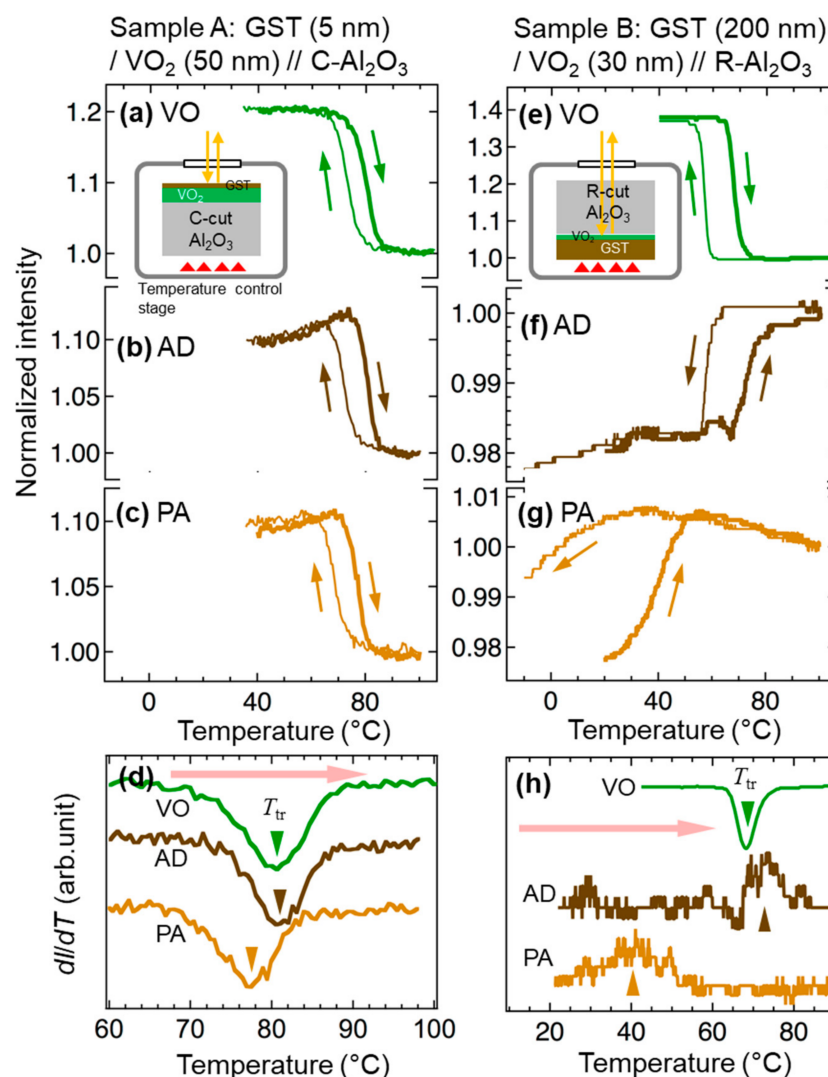 Sample A: GST (5 nm)
/ VO₂ (50 nm) // C-Al₂O₃
Sample B: GST (200 nm)
/ VO₂ (30 nm) // R-Al₂O₃
Normalized intensity
(a) VO
1.2
1.1
1.0
GST
VO₂
C-cut
Al₂O₃
Temperature control
stage
(b) AD
1.10
1.05
1.00
(c) PA
1.10
1.05
1.00
0 40 80
Temperature (°C)
(e) VO
1.4
1.3
1.2
1.1
1.0
R-cut
Al₂O₃
VO₂
GST
(f) AD
1.00
0.99
0.98
(g) PA
1.01
1.00
0.99
0.98
0 40 80
Temperature (°C)
(d)
dI/dT (arb.unit)
VO
Ttr
AD
PA
60 70 80 90 100
Temperature (°C)
(h)
VO
Ttr
AD
PA
20 40 60 80
Temperature (°C)